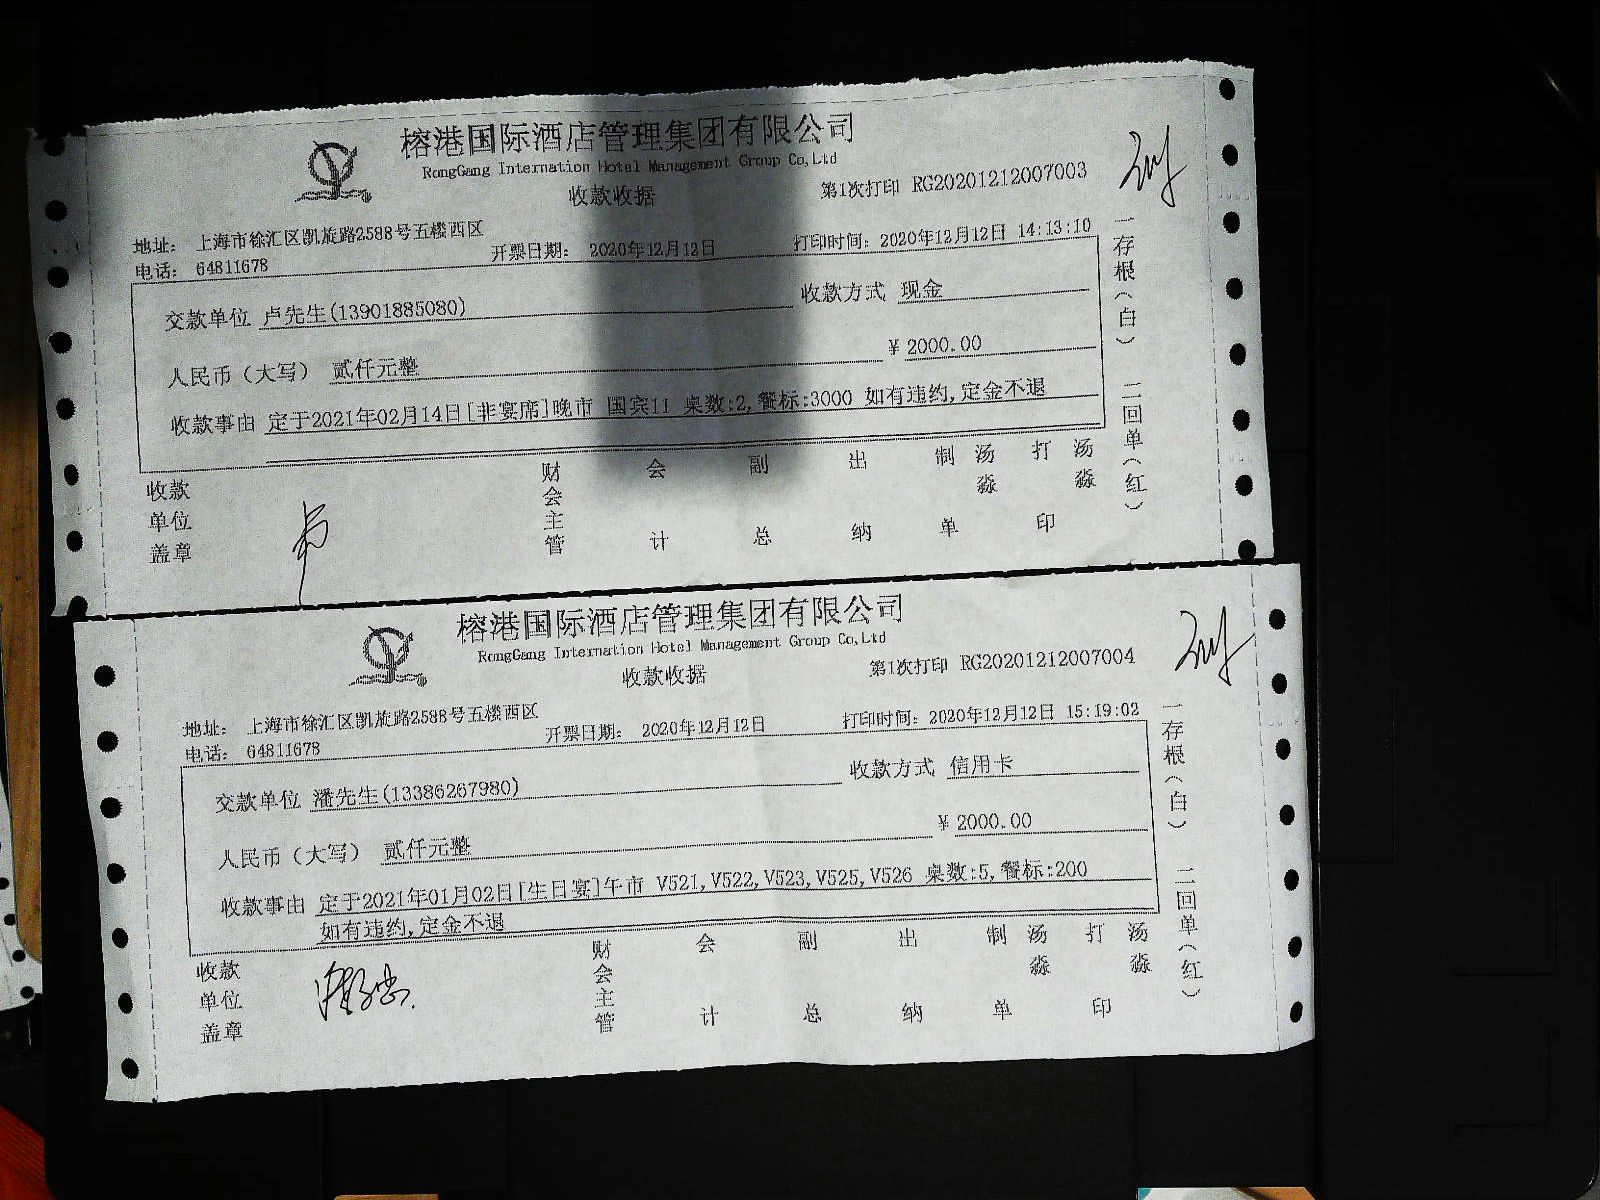 榕港国际酒店管理集团有限公司
RongGang Internation Hotel Management Group Co,Ltd
收款收据
第1次打印 RG20201212007003
地址： 上海市徐汇区凯旋路2588号五楼西区
电话： 64811678
开票日期： 2020年12月12日
打印时间：2020年12月12日 14:13:10
交款单位 卢先生(13901885080)
收款方式 现金
人民币（大写） 贰仟元整
¥ 2000.00
收款事由 定于2021年02月14日[非宴席]晚市 国宾11 桌数:2,餐标:3000 如有违约,定金不退
收款单位盖章
财会主管 会计 副总 出纳 制单 汤淼 打印 汤淼
一存根（白） 二回单（红）
榕港国际酒店管理集团有限公司
RongGang Internation Hotel Management Group Co,Ltd
收款收据
第1次打印 RG20201212007004
地址： 上海市徐汇区凯旋路2588号五楼西区
电话： 64811678
开票日期： 2020年12月12日
打印时间：2020年12月12日 15:19:02
交款单位 潘先生(13386267980)
收款方式 信用卡
人民币（大写） 贰仟元整
¥ 2000.00
收款事由 定于2021年01月02日[生日宴]午市 V521,V522,V523,V525,V526 桌数:5,餐标:200
如有违约,定金不退
收款单位盖章
财会主管 会计 副总 出纳 制单 汤淼 打印 汤淼
一存根（白） 二回单（红）